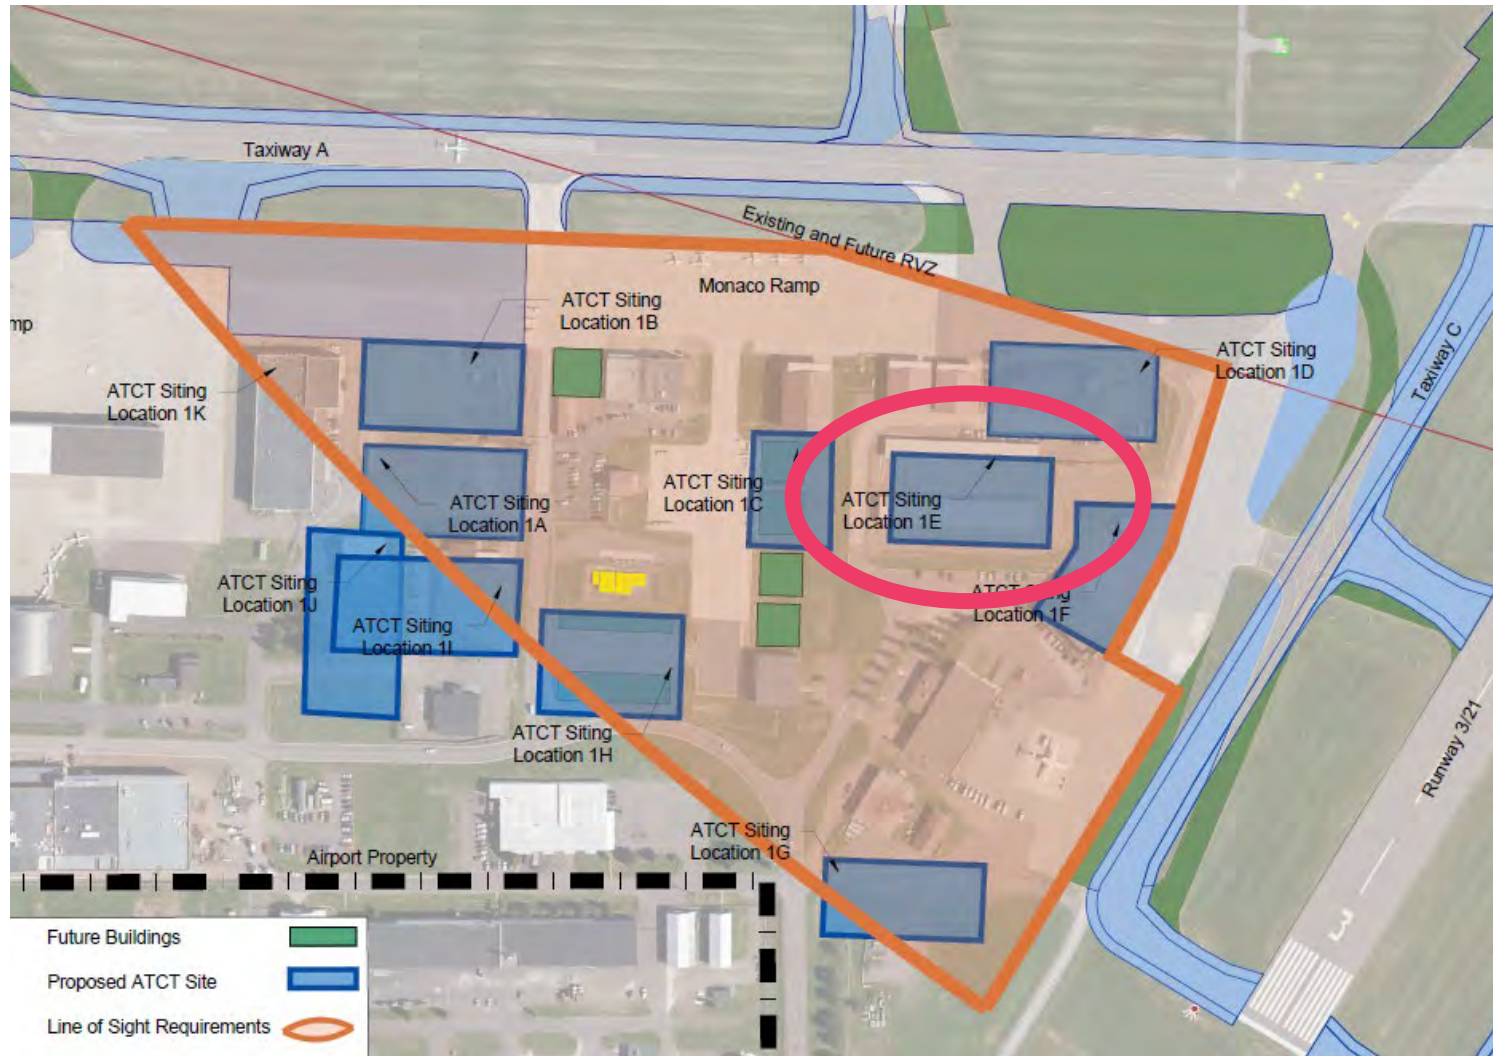 Taxiway A
Existing and Future RVZ
Monaco Ramp
ATCT Siting
Location 1B
mp
ATCT Siting
Location 1D
Taxiway C
ATCT Siting
Location 1K
ATCT Siting
Location 1C
ATCT Siting
Location 1E
ATCT Siting
Location 1A
ATCT Siting
Location 1J
ATCT Siting
Location 1F
ATCT Siting
Location 1I
ATCT Siting
Location 1H
Runway 3/21
ATCT Siting
Location 1G
Airport Property
3
Future Buildings
Proposed ATCT Site
Line of Sight Requirements